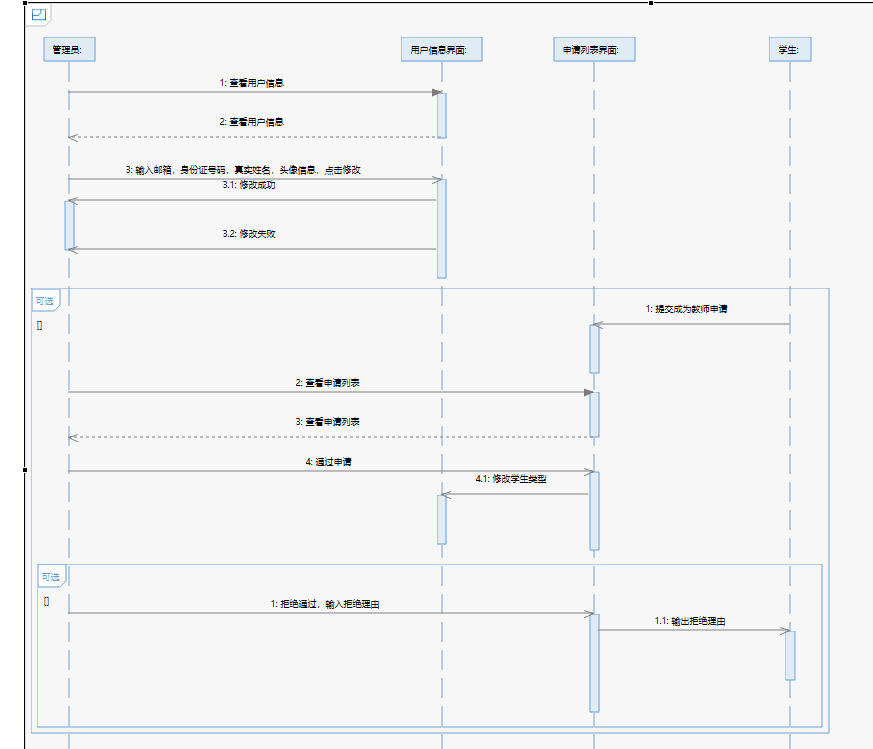 管理员:
用户信息界面:
申请列表界面:
学生:
1: 查看用户信息
2: 查看用户信息
3: 输入邮箱，身份证号码，真实姓名，头像信息，点击修改
3.1: 修改成功
3.2: 修改失败
可选
[]
1: 提交成为教师申请
2: 查看申请列表
3: 查看申请列表
4: 通过申请
4.1: 修改学生类型
可选
[]
1: 拒绝通过，输入拒绝理由
1.1: 输出拒绝理由